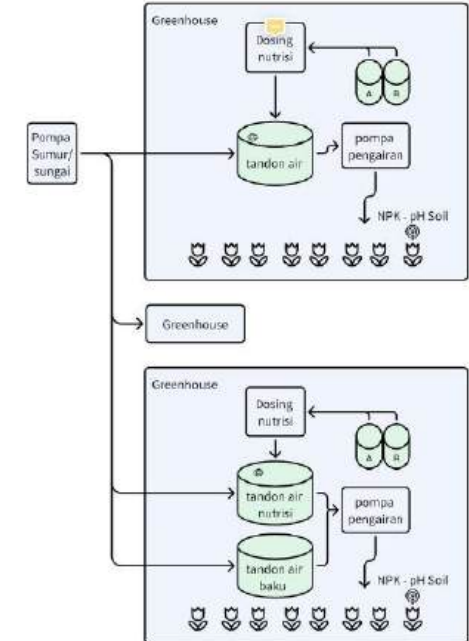 Greenhouse
Dosing
nutrisi
A B
Pompa
Sumur/
sungai
tandon air
pompa
pengairan
NPK - pH Soil
Greenhouse
Greenhouse
Dosing
nutrisi
A B
tandon air
nutrisi
pompa
pengairan
tandon air
baku
NPK - pH Soil